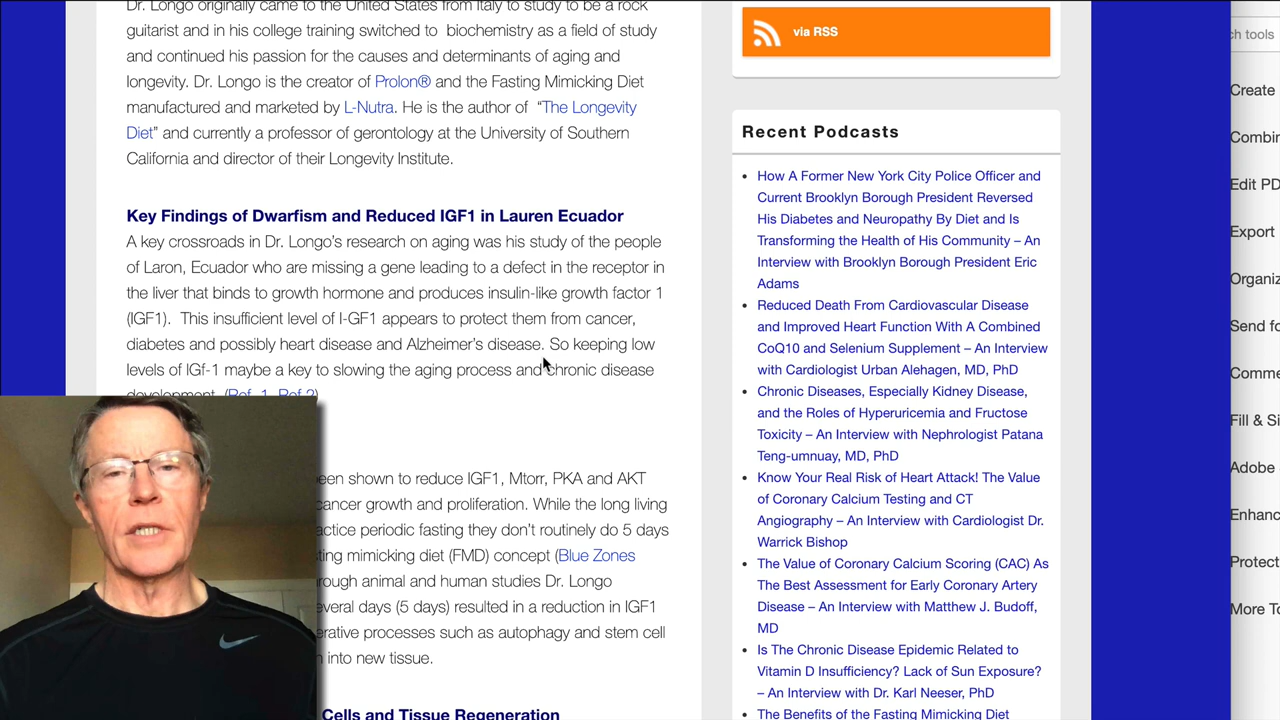 Dr. Longo originally came to the United States from Italy to study to be a rock
guitarist and in his college training switched to  biochemistry as a field of study
and continued his passion for the causes and determinants of aging and
longevity. Dr. Longo is the creator of Prolon® and the Fasting Mimicking Diet
manufactured and marketed by L-Nutra. He is the author of  “The Longevity
Diet” and currently a professor of gerontology at the University of Southern
California and director of their Longevity Institute.
Key Findings of Dwarfism and Reduced IGF1 in Lauren Ecuador
A key crossroads in Dr. Longo’s research on aging was his study of the people
of Laron, Ecuador who are missing a gene leading to a defect in the receptor in
the liver that binds to growth hormone and produces insulin-like growth factor 1
(IGF1).  This insufficient level of I-GF1 appears to protect them from cancer,
diabetes and possibly heart disease and Alzheimer’s disease. So keeping low
levels of IGf-1 maybe a key to slowing the aging process and chronic disease
development. (Ref. 1, Ref 2)
been shown to reduce IGF1, Mtorr, PKA and AKT
cancer growth and proliferation. While the long living
practice periodic fasting they don’t routinely do 5 days
mimicking diet (FMD) concept (Blue Zones
through animal and human studies Dr. Longo
several days (5 days) resulted in a reduction in IGF1
processes such as autophagy and stem cell
into new tissue.
Cells and Tissue Regeneration
via RSS
Recent Podcasts
How A Former New York City Police Officer and
Current Brooklyn Borough President Reversed
His Diabetes and Neuropathy By Diet and Is
Transforming the Health of His Community – An
Interview with Brooklyn Borough President Eric
Adams
Reduced Death From Cardiovascular Disease
and Improved Heart Function With A Combined
CoQ10 and Selenium Supplement – An Interview
with Cardiologist Urban Alehagen, MD, PhD
Chronic Diseases, Especially Kidney Disease,
and the Roles of Hyperuricemia and Fructose
Toxicity – An Interview with Nephrologist Patana
Teng-umnuay, MD, PhD
Know Your Real Risk of Heart Attack! The Value
of Coronary Calcium Testing and CT
Angiography – An Interview with Cardiologist Dr.
Warrick Bishop
The Value of Coronary Calcium Scoring (CAC) As
The Best Assessment for Early Coronary Artery
Disease – An Interview with Matthew J. Budoff,
MD
Is The Chronic Disease Epidemic Related to
Vitamin D Insufficiency? Lack of Sun Exposure?
– An Interview with Dr. Karl Neeser, PhD
The Benefits of the Fasting Mimicking Diet
ch tools
Create
Combin
Edit PD
Export
Organiz
Send fo
Comme
Fill & Si
Adobe
Enhanc
Protect
More To